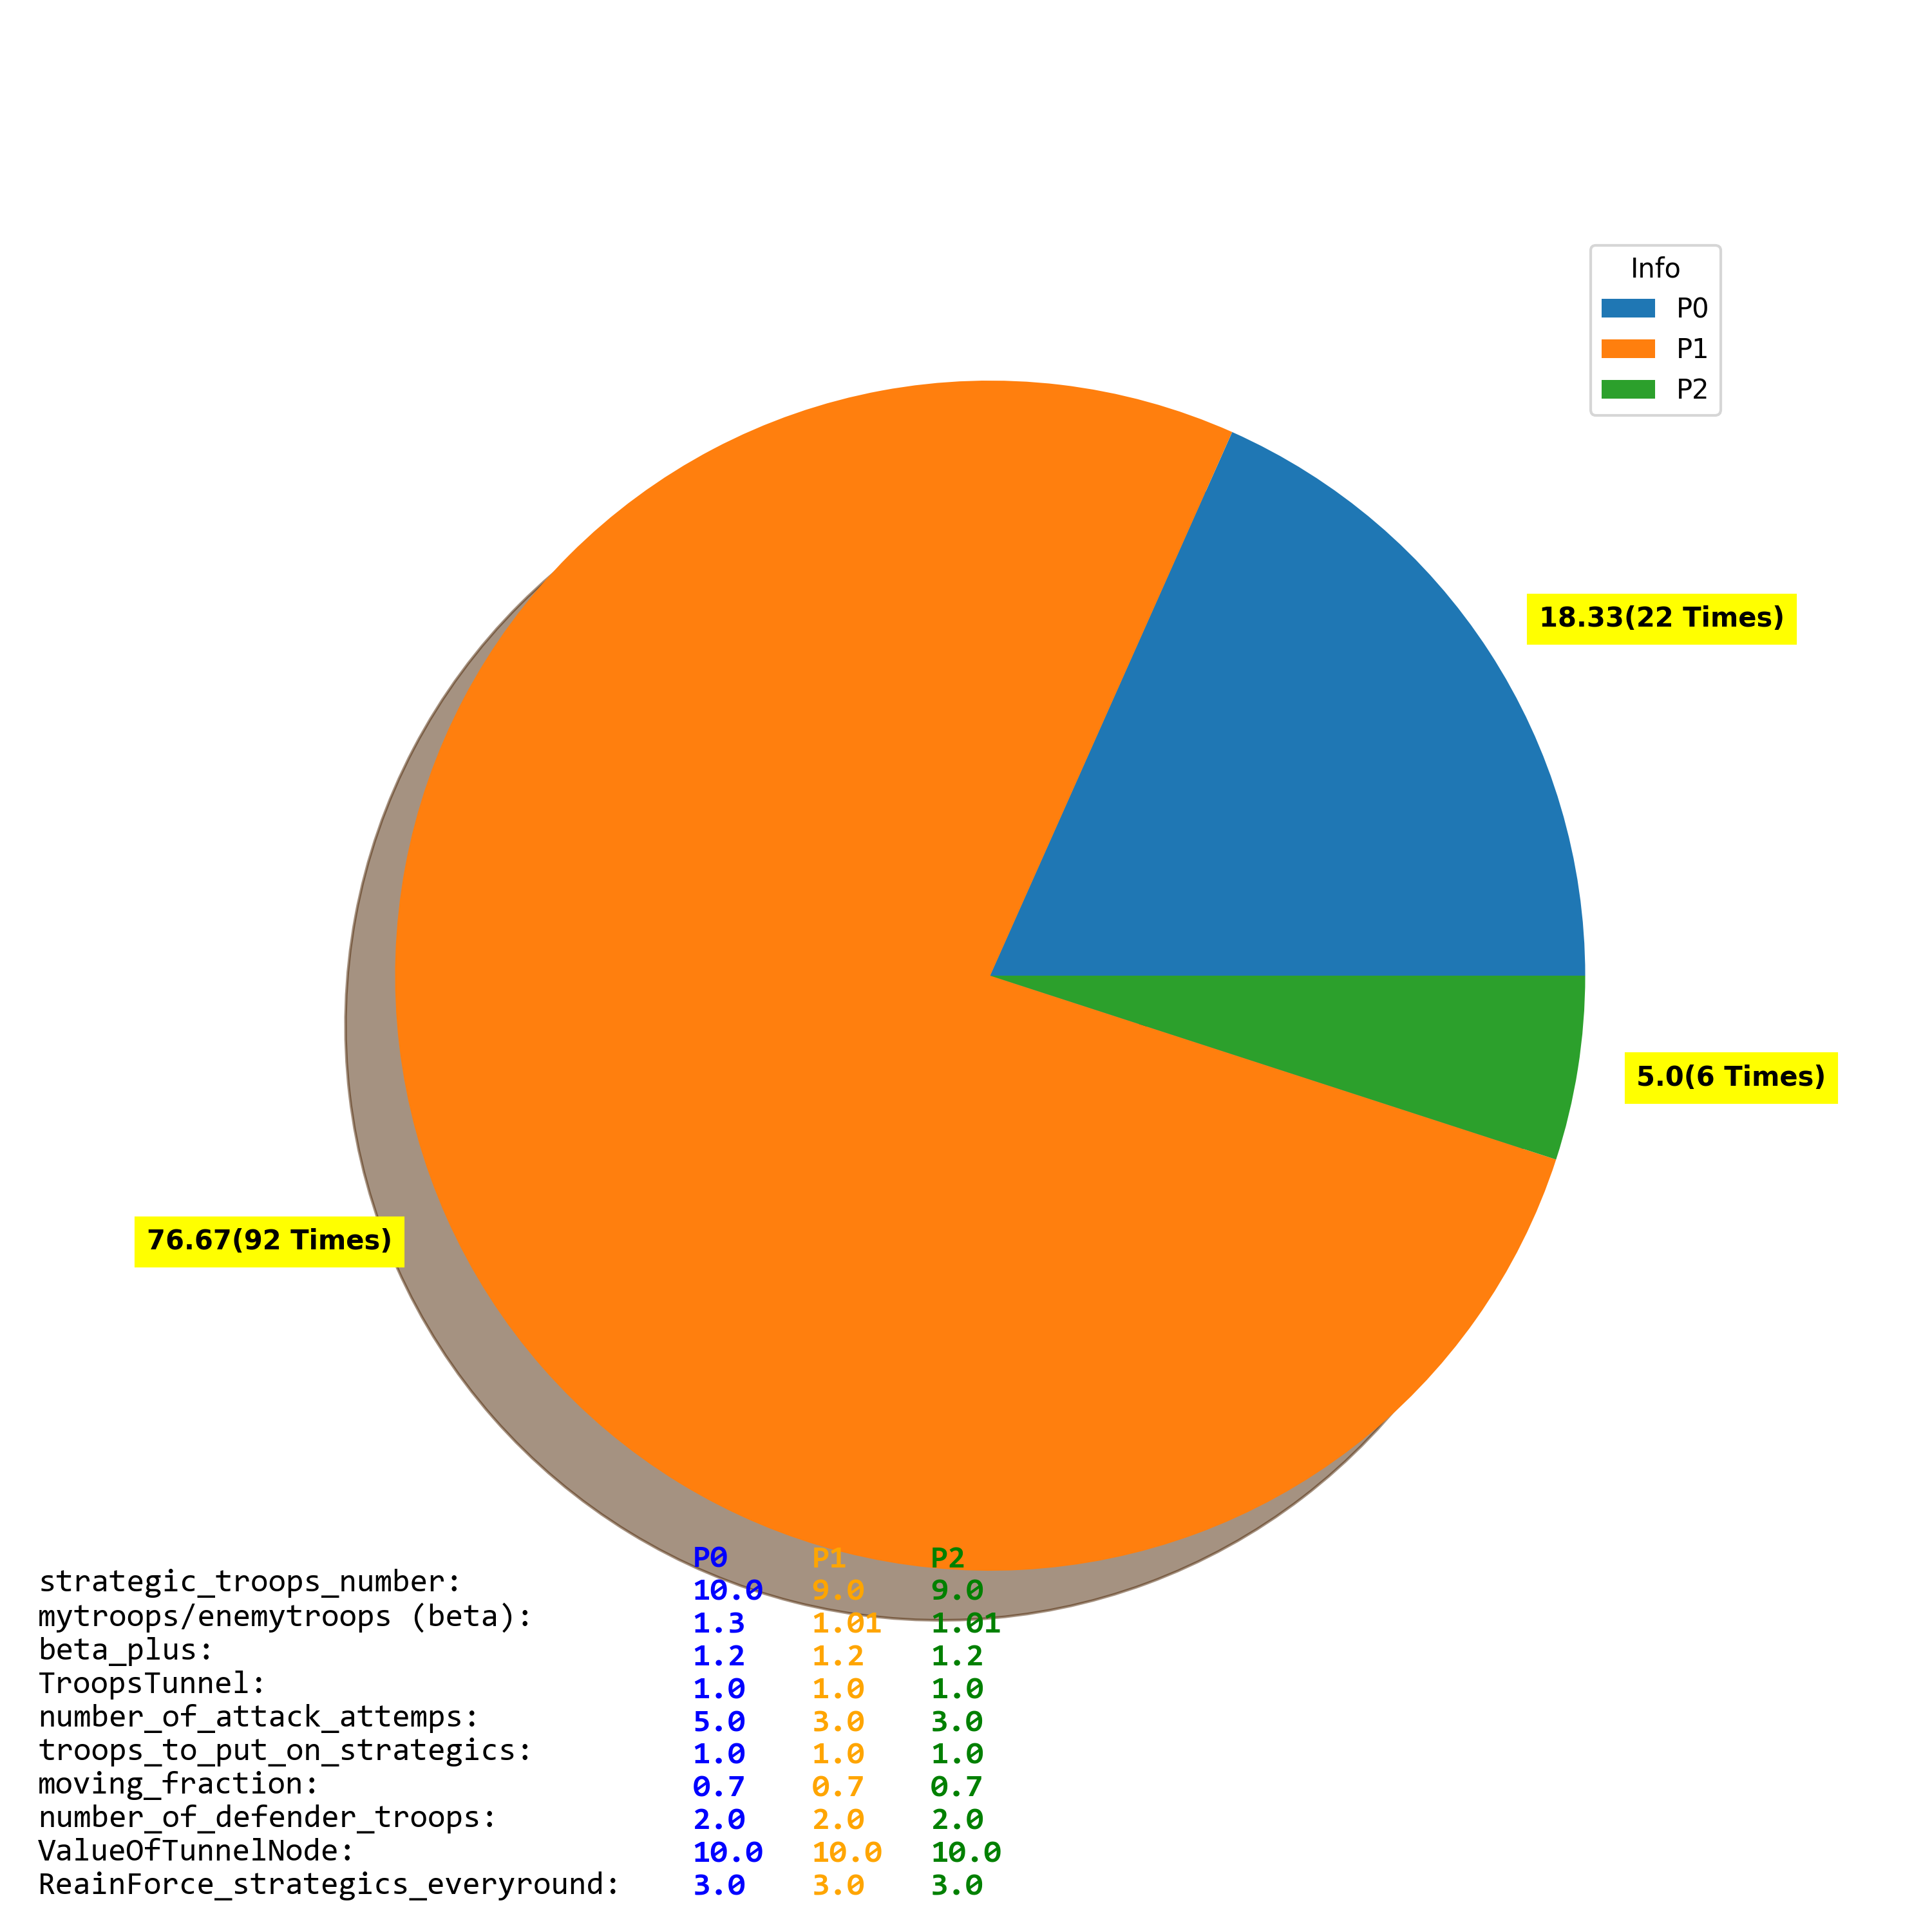 Info
P0
P1
P2
18.33(22 Times)
5.0(6 Times)
76.67(92 Times)
P0 P1 P2
strategic_troops_number: 10.0 9.0 9.0
mytroops/enemytroops (beta): 1.3 1.01 1.01
beta_plus: 1.2 1.2 1.2
TroopsTunnel: 1.0 1.0 1.0
number_of_attack_attemps: 5.0 3.0 3.0
troops_to_put_on_strategics: 1.0 1.0 1.0
moving_fraction: 0.7 0.7 0.7
number_of_defender_troops: 2.0 2.0 2.0
ValueOfTunnelNode: 10.0 10.0 10.0
ReainForce_strategics_everyround: 3.0 3.0 3.0